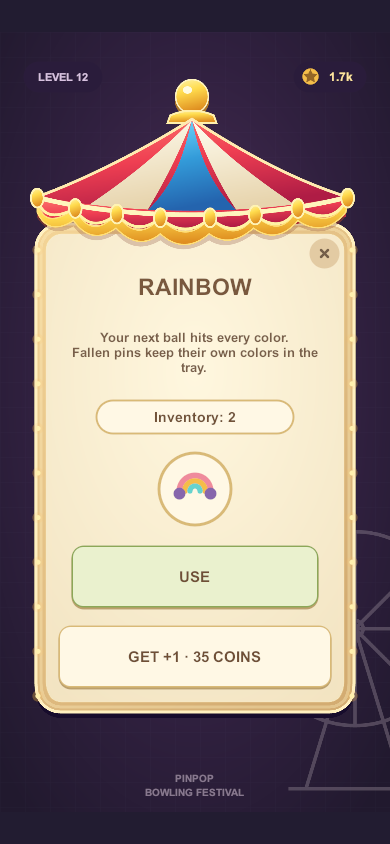 LEVEL 12
1.7k
RAINBOW
Your next ball hits every color.
Fallen pins keep their own colors in the
tray.
Inventory: 2
USE
GET +1 · 35 COINS
PINPOP
BOWLING FESTIVAL